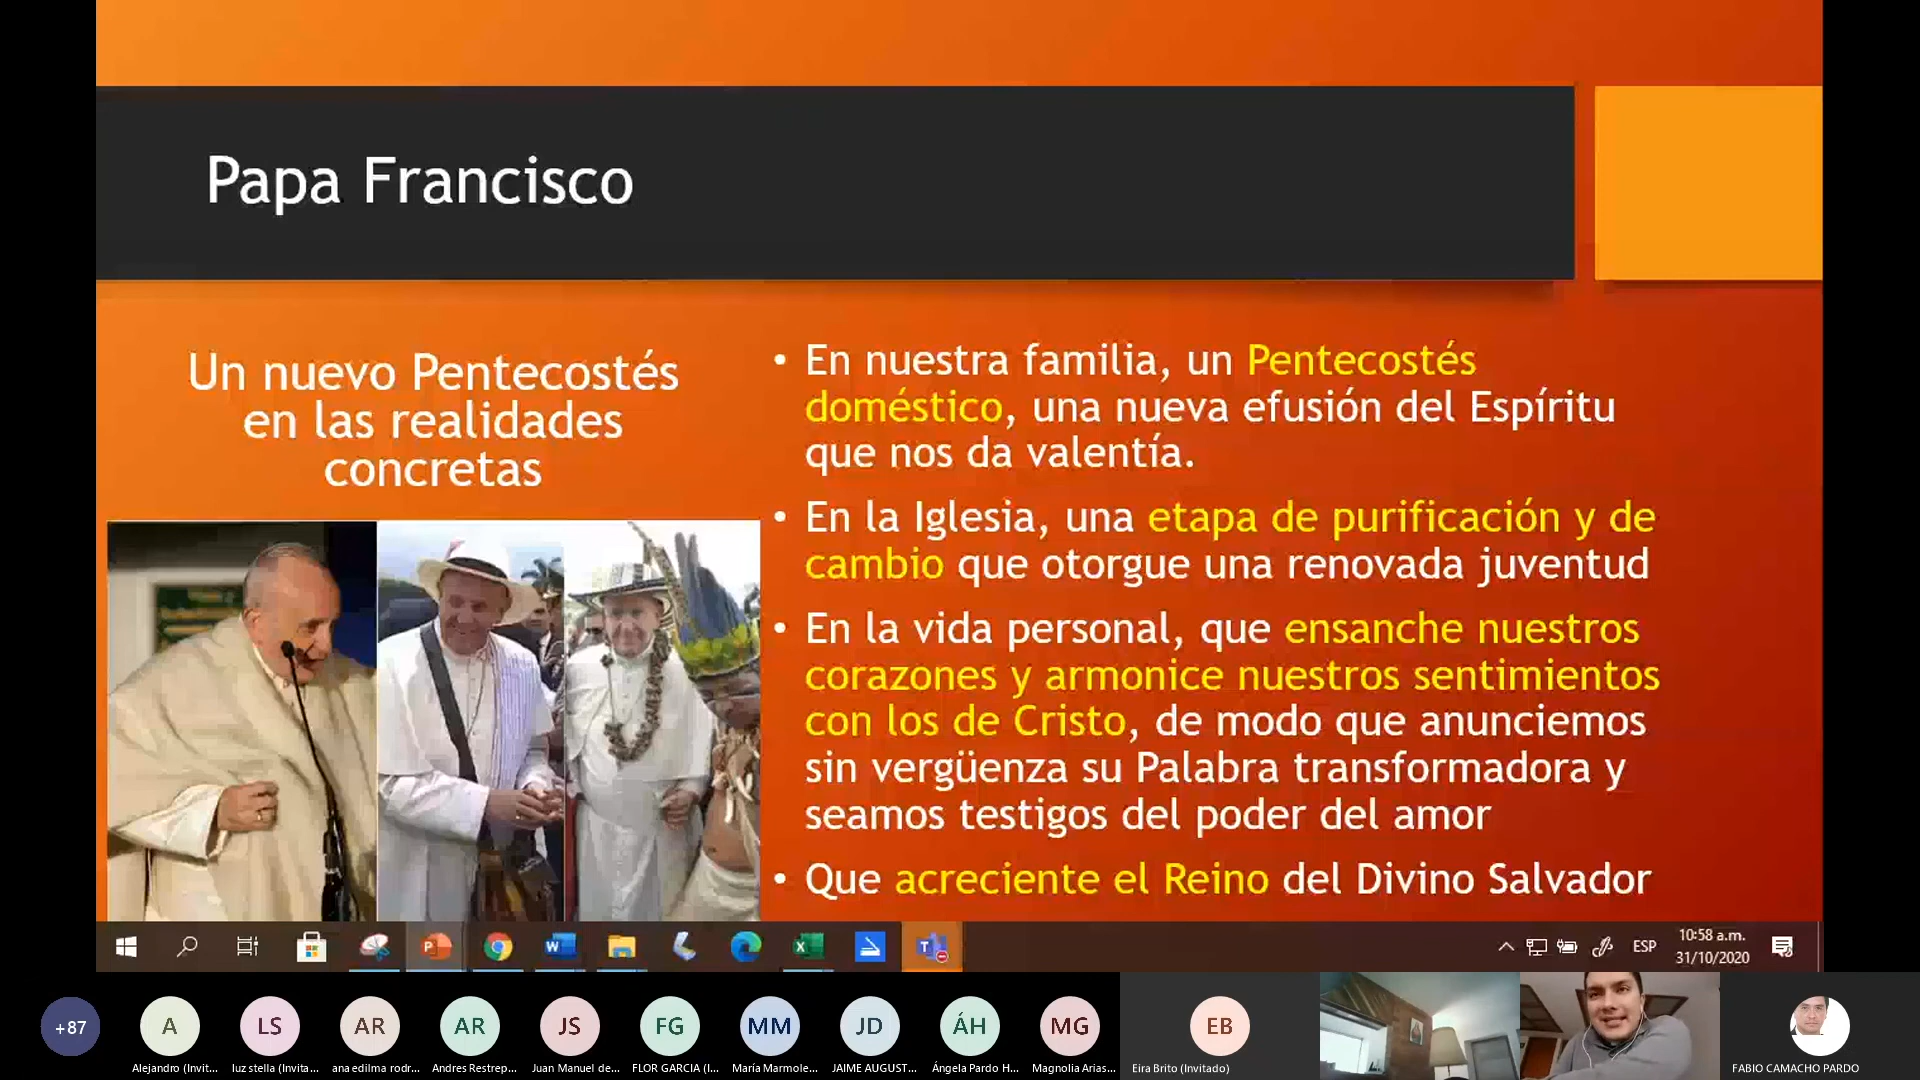 Papa Francisco
Un nuevo Pentecostés
en las realidades
concretas
• En nuestra familia, un Pentecostés
doméstico, una nueva efusión del Espíritu
que nos da valentía.
• En la Iglesia, una etapa de purificación y de
cambio que otorgue una renovada juventud
• En la vida personal, que ensanche nuestros
corazones y armonice nuestros sentimientos
con los de Cristo, de modo que anunciemos
sin vergüenza su Palabra transformadora y
seamos testigos del poder del amor
• Que acreciente el Reino del Divino Salvador
ESP
10:58 a.m.
31/10/2020
+87
A
LS
AR
AR
JS
FG
MM
JD
ÁH
MG
EB
Alejandro (Invit...
luz stella (Invita...
ana edilma rodr...
Andres Restrep...
Juan Manuel de...
FLOR GARCIA (I...
María Marmole...
JAIME AUGUST...
Ángela Pardo H...
Magnolia Arias...
Eira Brito (Invitado)
FABIO CAMACHO PARDO